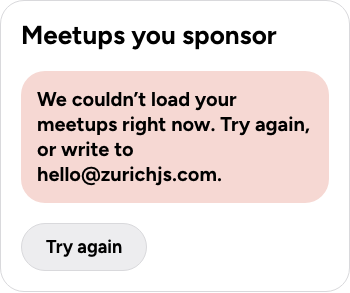 Meetups you sponsor
We couldn’t load your
meetups right now. Try again,
or write to
hello@zurichjs.com.
Try again